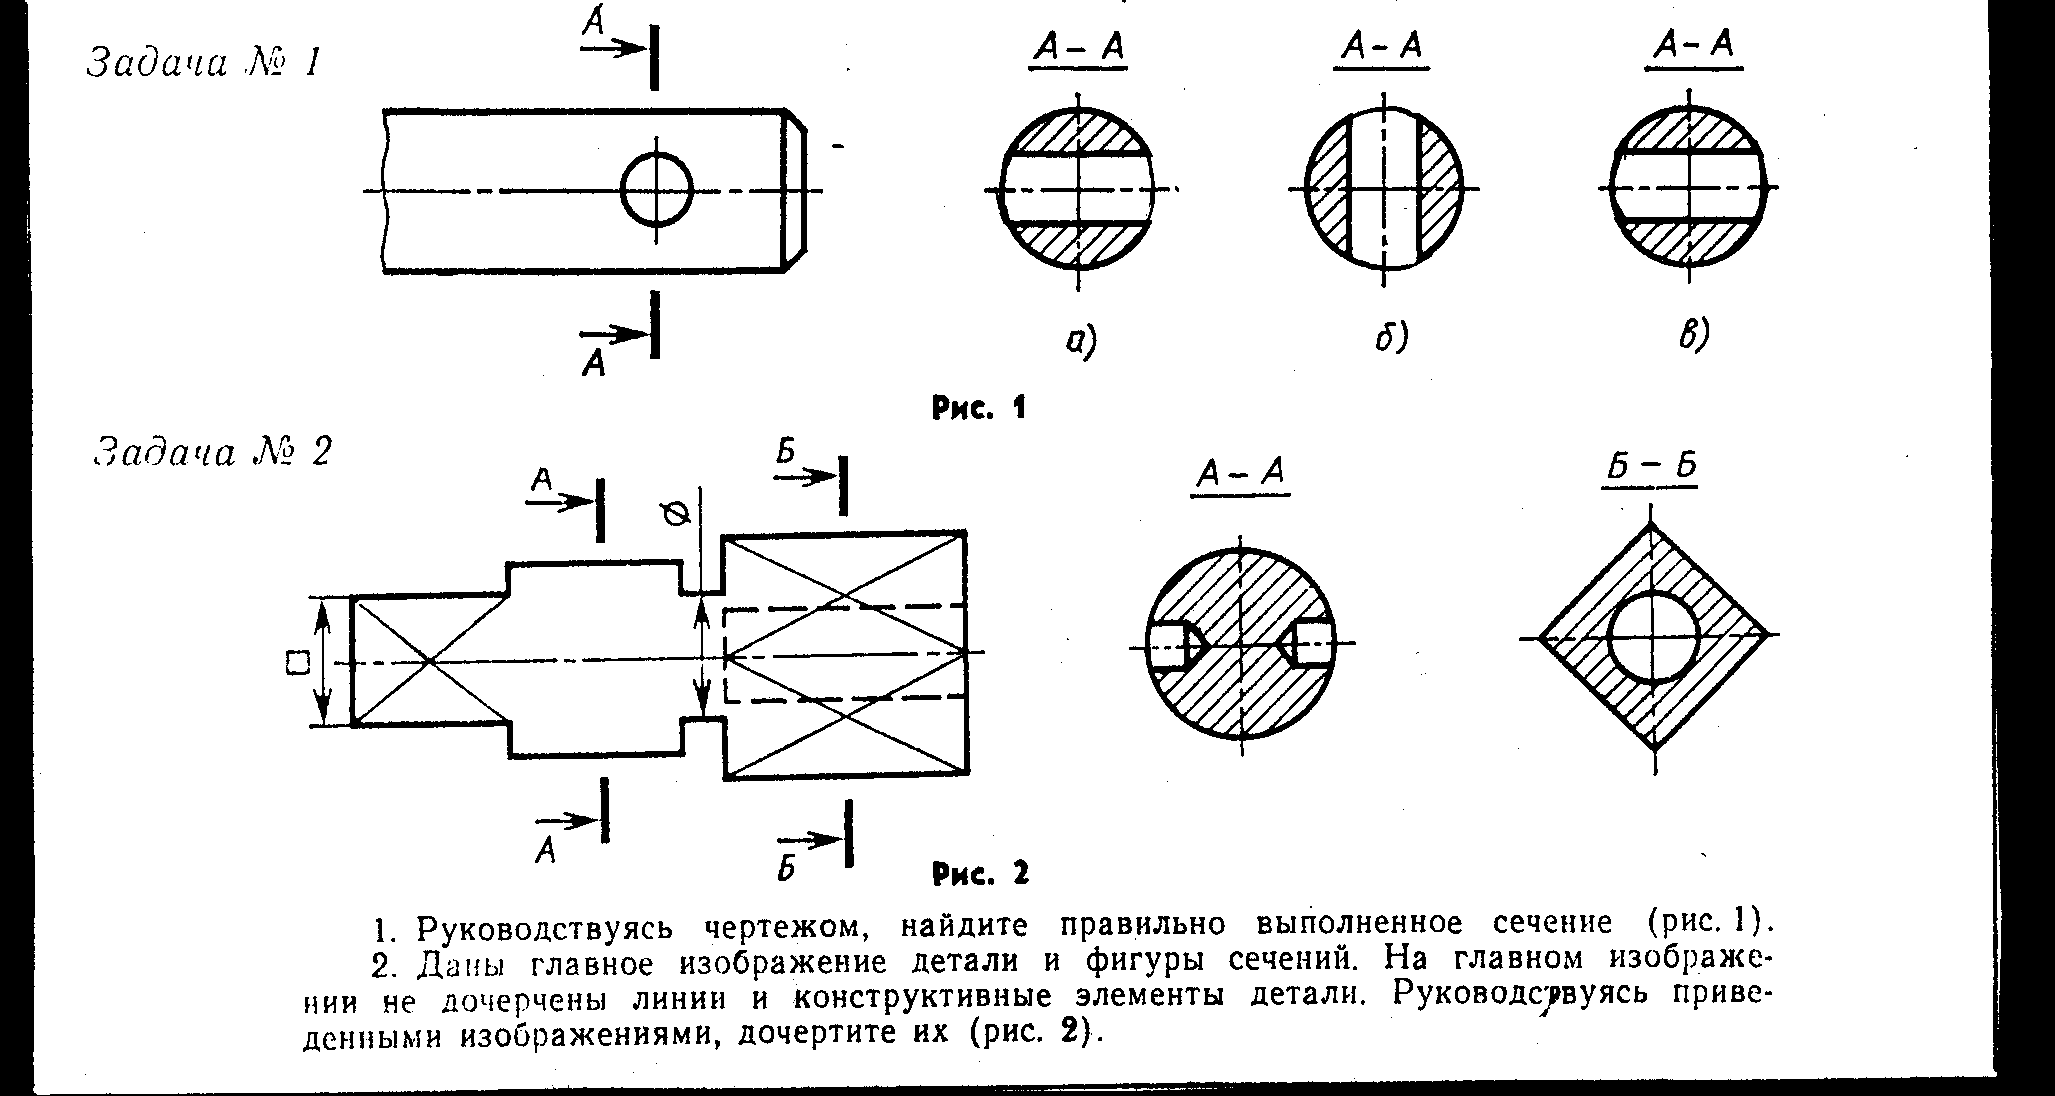 Задача № 1
А
А - А
А - А
А - А
А
а)
б)
в)
Рис. 1
Задача № 2
А
Б
А - А
Б - Б
⌀
□
А
Б
Рис. 2
1. Руководствуясь чертежом, найдите правильно выполненное сечение (рис. 1).
2. Даны главное изображение детали и фигуры сечений. На главном изображе-
нии не дочерчены линии и конструктивные элементы детали. Руководствуясь приве-
денными изображениями, дочертите их (рис. 2).